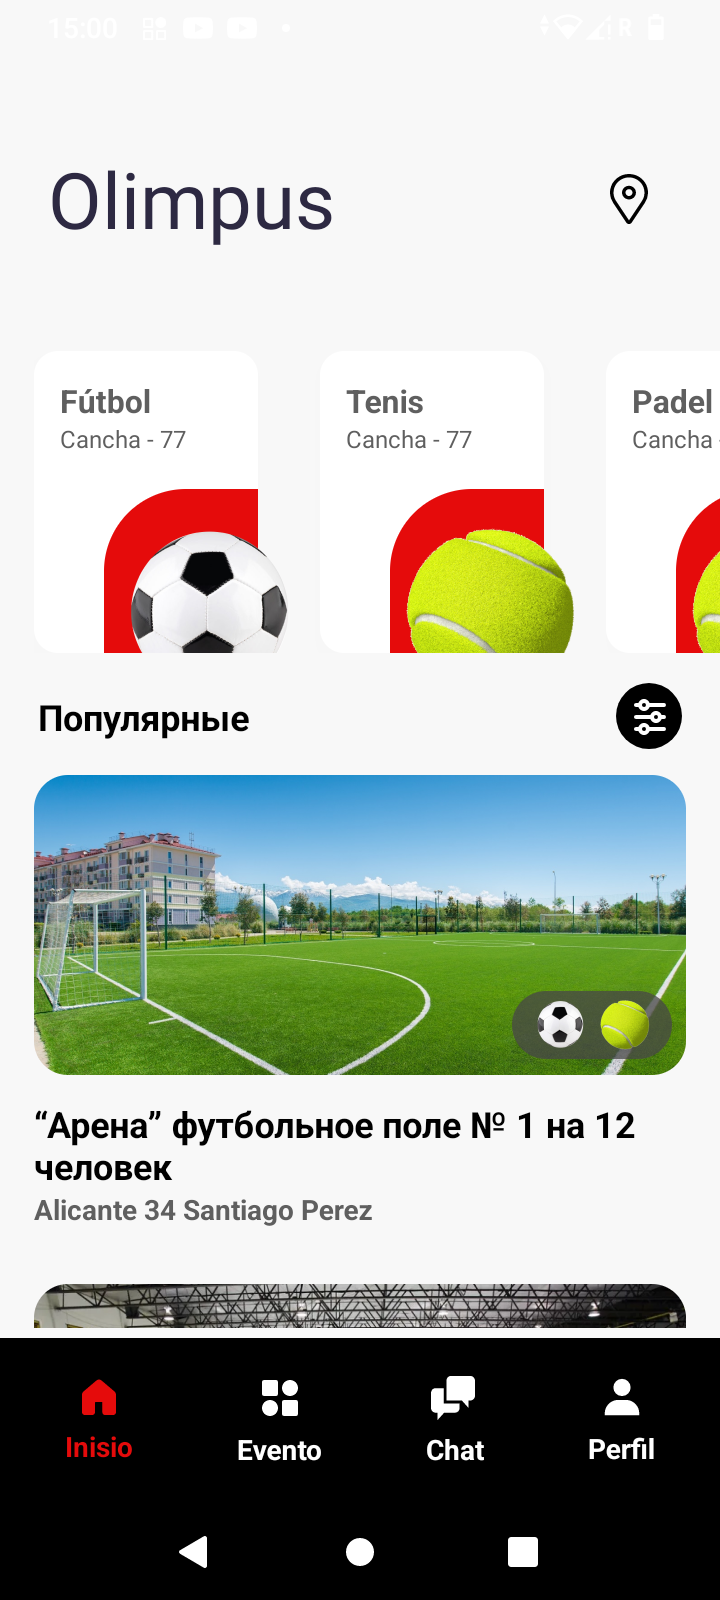 15:00
R
Olimpus
Fútbol
Cancha - 77
Tenis
Cancha - 77
Padel
Cancha -
Популярные
“Арена” футбольное поле № 1 на 12
человек
Alicante 34 Santiago Perez
Inisio
Evento
Chat
Perfil